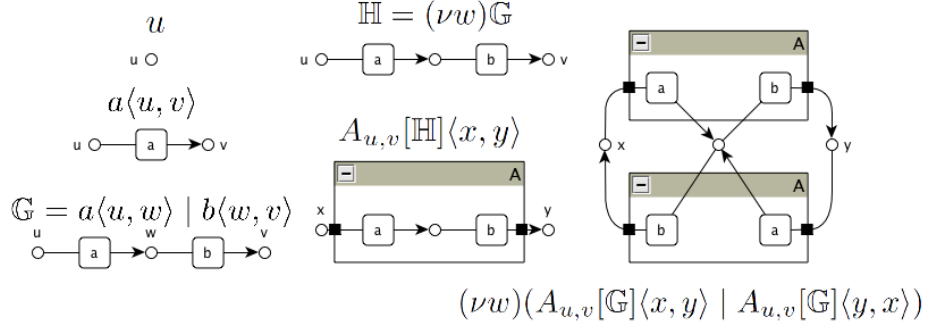 u
u
a⟨u, v⟩
u a v
𝔾 = a⟨u, w⟩ | b⟨w, v⟩
u w v
a b
ℍ = (νw)𝔾
u a b v
A_{u,v}[ℍ]⟨x, y⟩
A
x y
a b
A
a b
x y
A
b a
(νw)(A_{u,v}[𝔾]⟨x, y⟩ | A_{u,v}[𝔾]⟨y, x⟩)